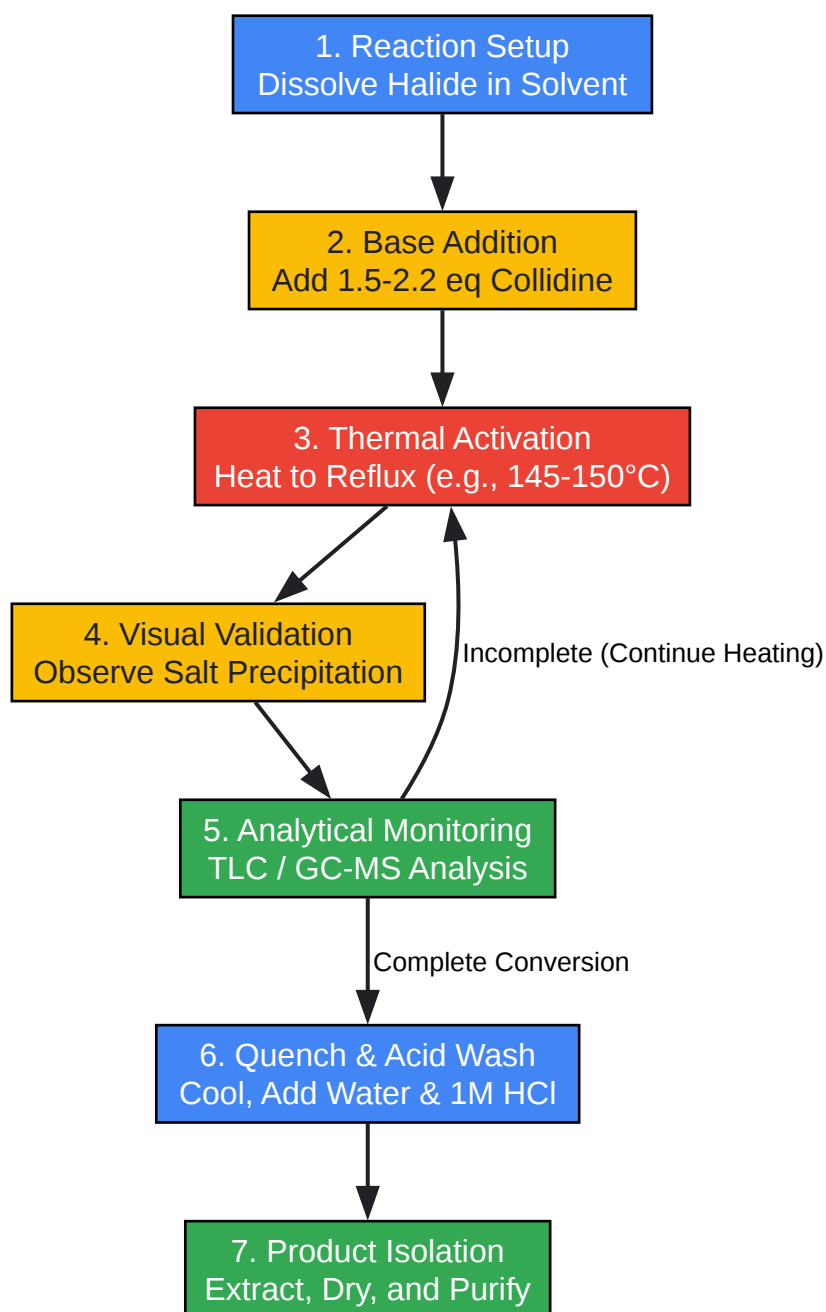 1. Reaction Setup
Dissolve Halide in Solvent
2. Base Addition
Add 1.5-2.2 eq Collidine
3. Thermal Activation
Heat to Reflux (e.g., 145-150°C)
4. Visual Validation
Observe Salt Precipitation
Incomplete (Continue Heating)
5. Analytical Monitoring
TLC / GC-MS Analysis
Complete Conversion
6. Quench & Acid Wash
Cool, Add Water & 1M HCl
7. Product Isolation
Extract, Dry, and Purify